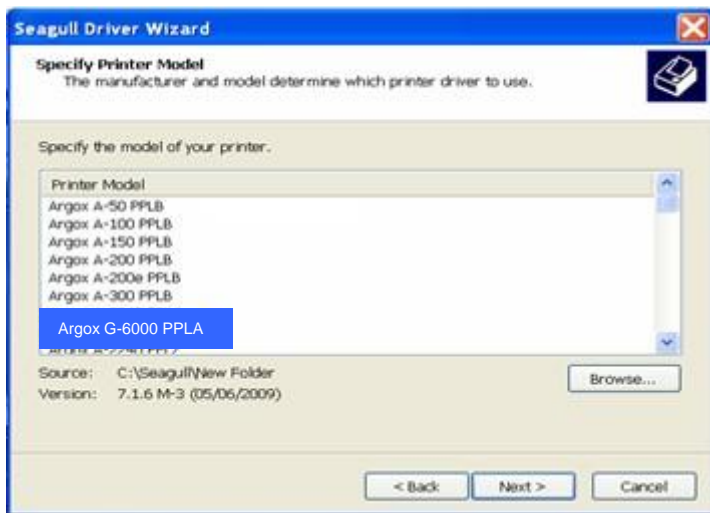 Seagull Driver Wizard
Specify Printer Model
The manufacturer and model determine which printer driver to use.
Specify the model of your printer.
Printer Model
Argox A-50 PPLB
Argox A-100 PPLB
Argox A-150 PPLB
Argox A-200 PPLB
Argox A-200e PPLB
Argox A-300 PPLB
Argox G-6000 PPLA
Source: C:\Seagull\New Folder
Browse...
Version: 7.1.6 M-3 (05/06/2009)
< Back Next > Cancel